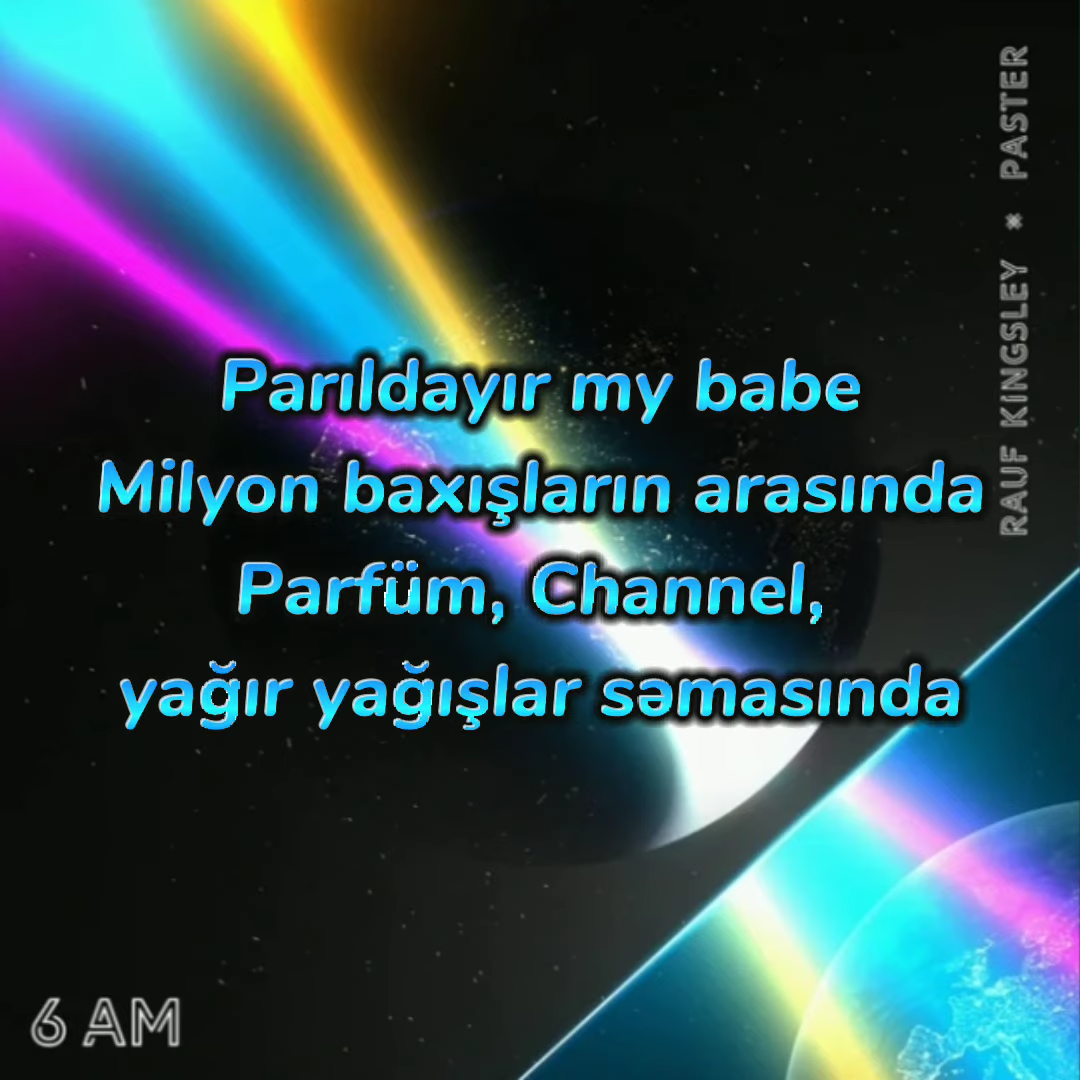 Parıldayır my babe
Milyon baxışların arasında
Parfüm, Channel,
yağır yağışlar səmasında
RAUF KINGSLEY × PASTER
6 AM